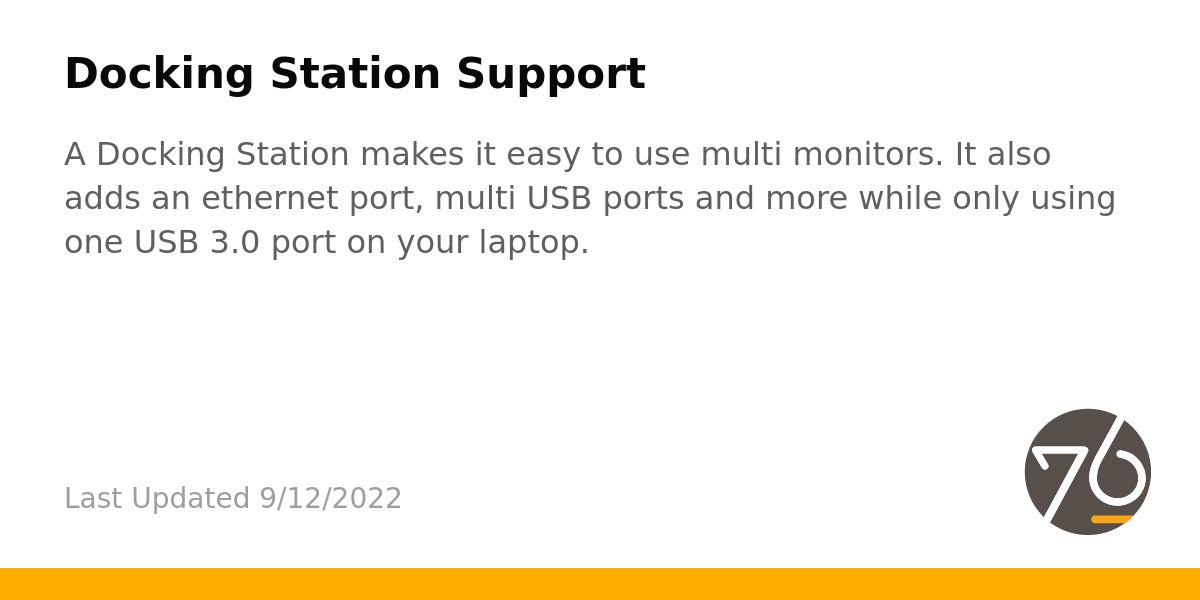 Docking Station Support
A Docking Station makes it easy to use multi monitors. It also
adds an ethernet port, multi USB ports and more while only using
one USB 3.0 port on your laptop.
Last Updated 9/12/2022
76